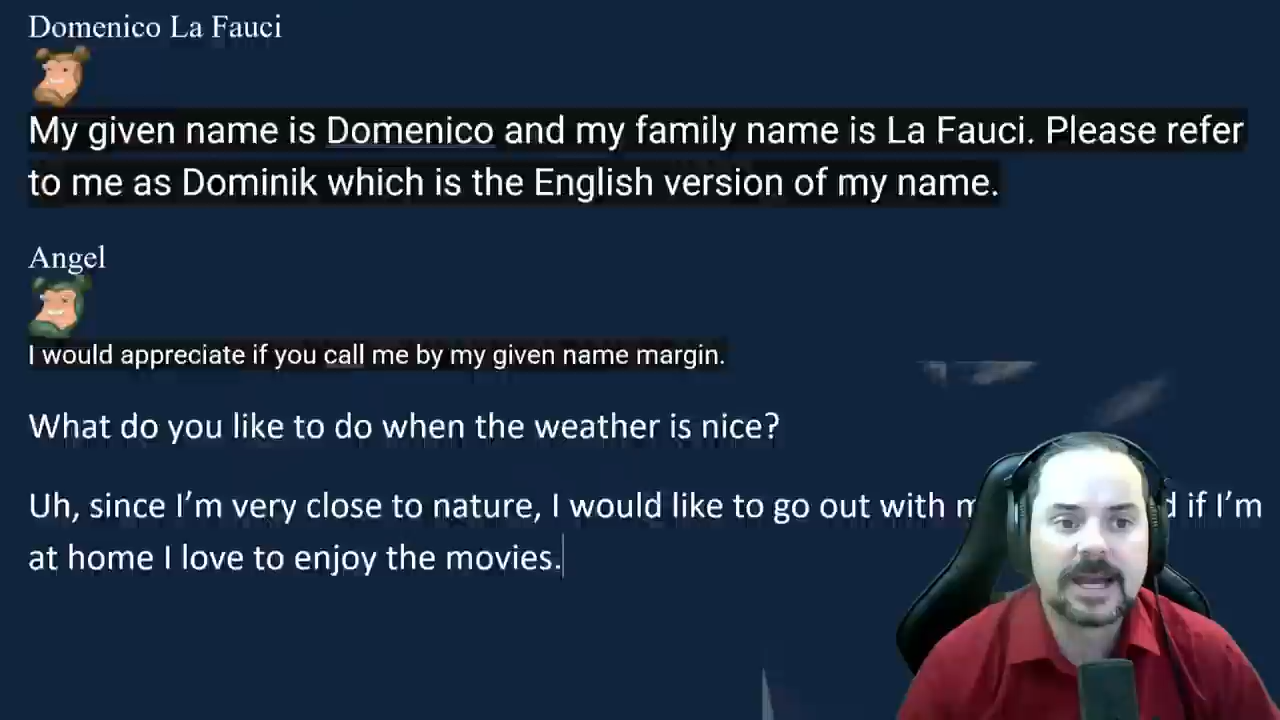 Domenico La Fauci
My given name is Domenico and my family name is La Fauci. Please refer
to me as Dominik which is the English version of my name.
Angel
I would appreciate if you call me by my given name margin.
What do you like to do when the weather is nice?
Uh, since I’m very close to nature, I would like to go out with if I’m
at home I love to enjoy the movies.